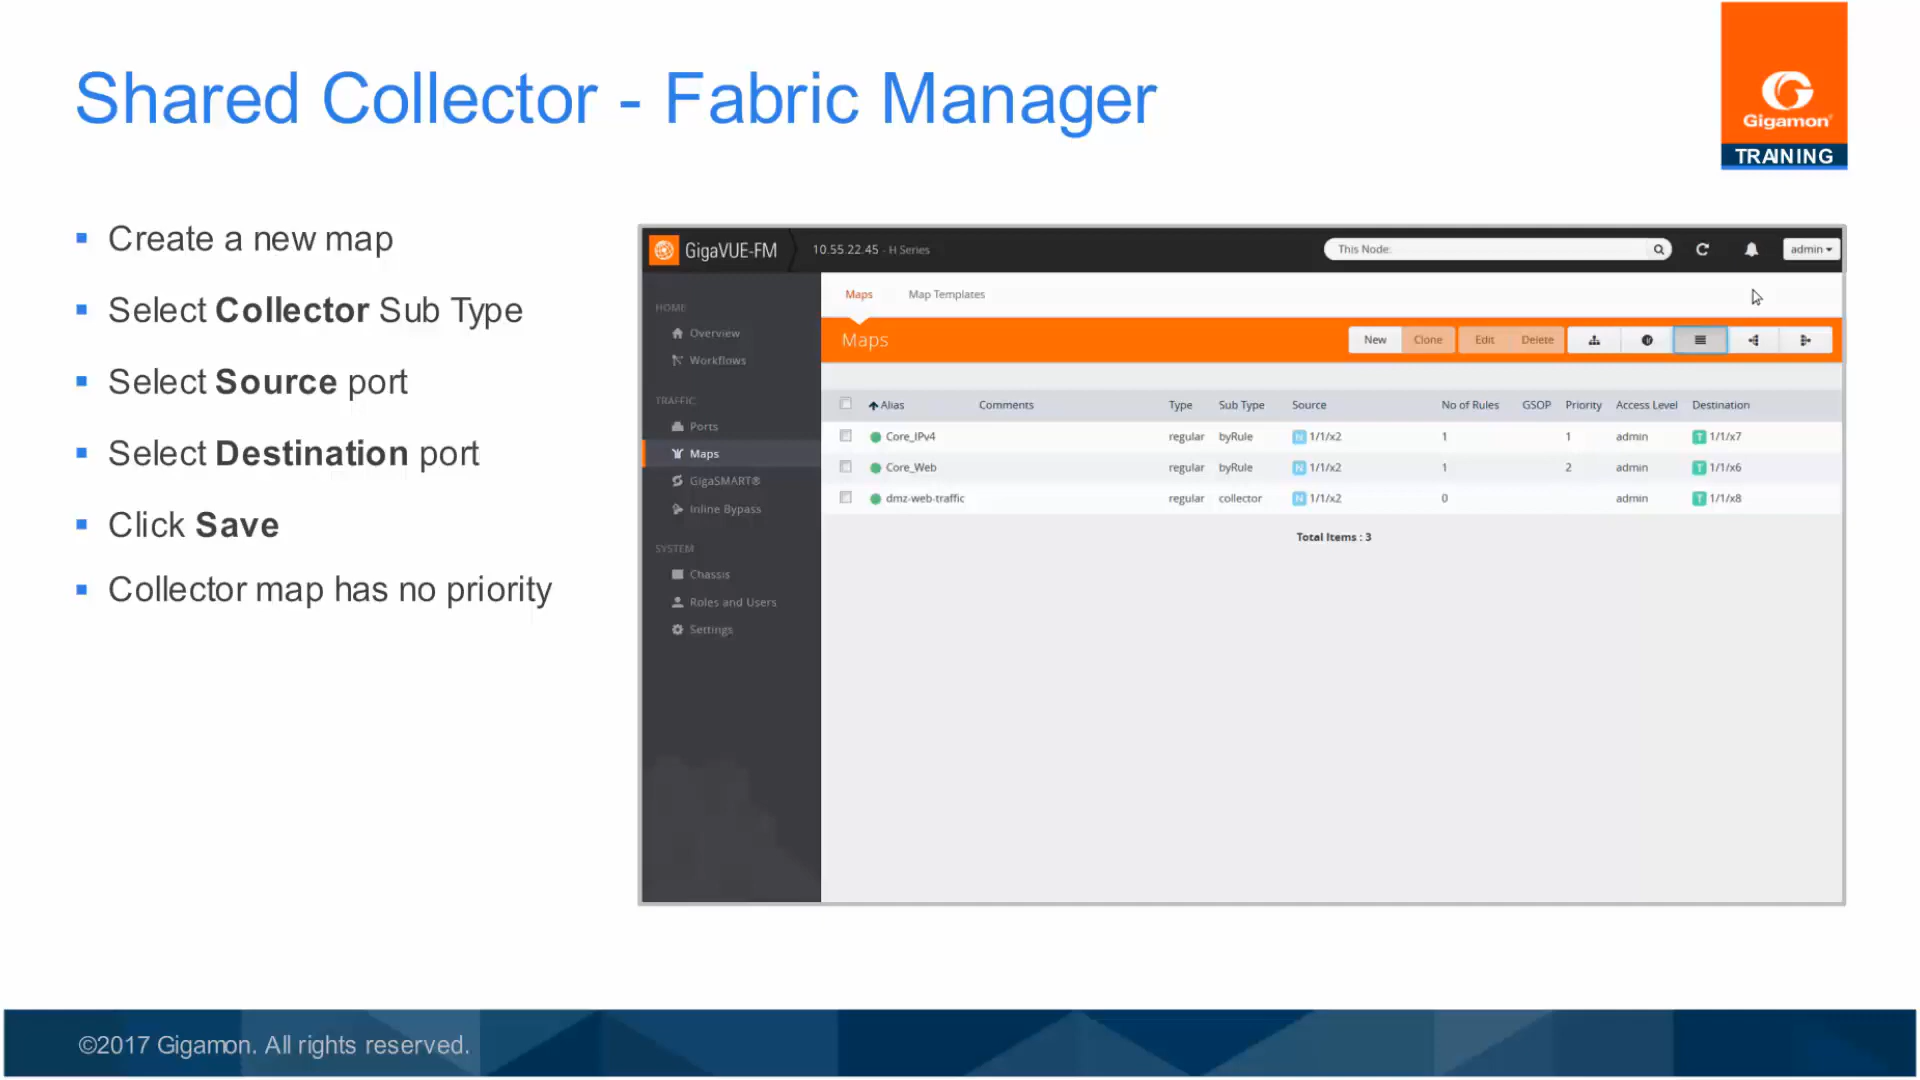 Shared Collector - Fabric Manager
Gigamon®
TRAINING
Create a new map
Select Collector Sub Type
Select Source port
Select Destination port
Click Save
Collector map has no priority
GigaVUE-FM 10.55.22.45 - H Series This Node: admin
HOME
Overview
Workflows
TRAFFIC
Ports
Maps
GigaSMART®
Inline Bypass
SYSTEM
Chassis
Roles and Users
Settings
Maps Map Templates
Maps New Clone Edit Delete
Alias Comments Type Sub Type Source No of Rules GSOP Priority Access Level Destination
Core_IPv4 regular byRule N 1/1/x2 1 1 admin T 1/1/x7
Core_Web regular byRule N 1/1/x2 1 2 admin T 1/1/x6
dmz-web-traffic regular collector N 1/1/x2 0 admin T 1/1/x8
Total Items : 3
©2017 Gigamon. All rights reserved.